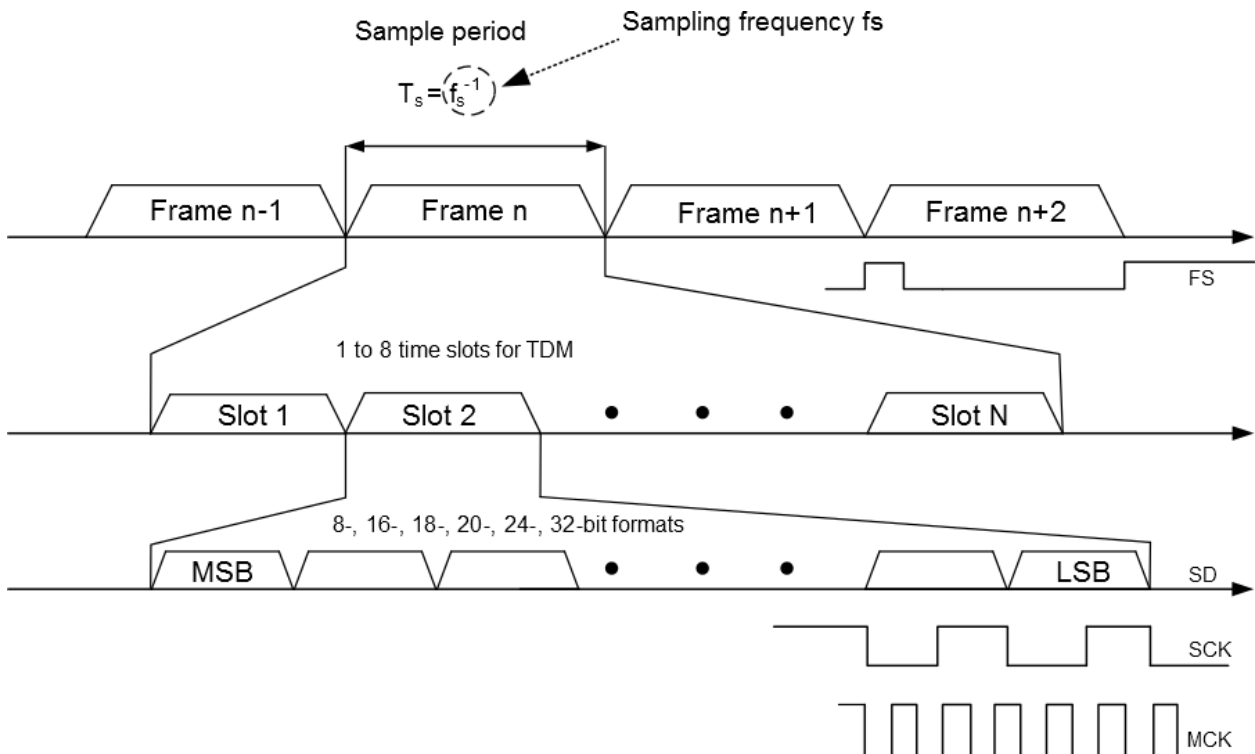 Sample period
Sampling frequency fs
Tₛ = fₛ⁻¹
Frame n-1
Frame n
Frame n+1
Frame n+2
FS
1 to 8 time slots for TDM
Slot 1
Slot 2
Slot N
8-, 16-, 18-, 20-, 24-, 32-bit formats
MSB
LSB
SD
SCK
MCK